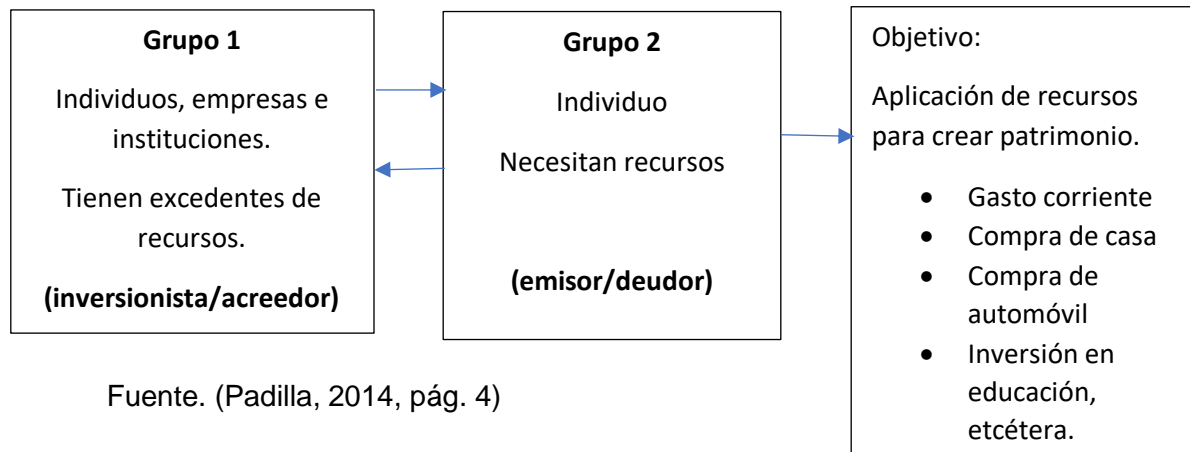 Grupo 1
Individuos, empresas e
instituciones.
Tienen excedentes de
recursos.
(inversionista/acreedor)
Grupo 2
Individuo
Necesitan recursos
(emisor/deudor)
Objetivo:
Aplicación de recursos
para crear patrimonio.
• Gasto corriente
• Compra de casa
• Compra de
automóvil
• Inversión en
educación,
etcétera.
Fuente. (Padilla, 2014, pág. 4)